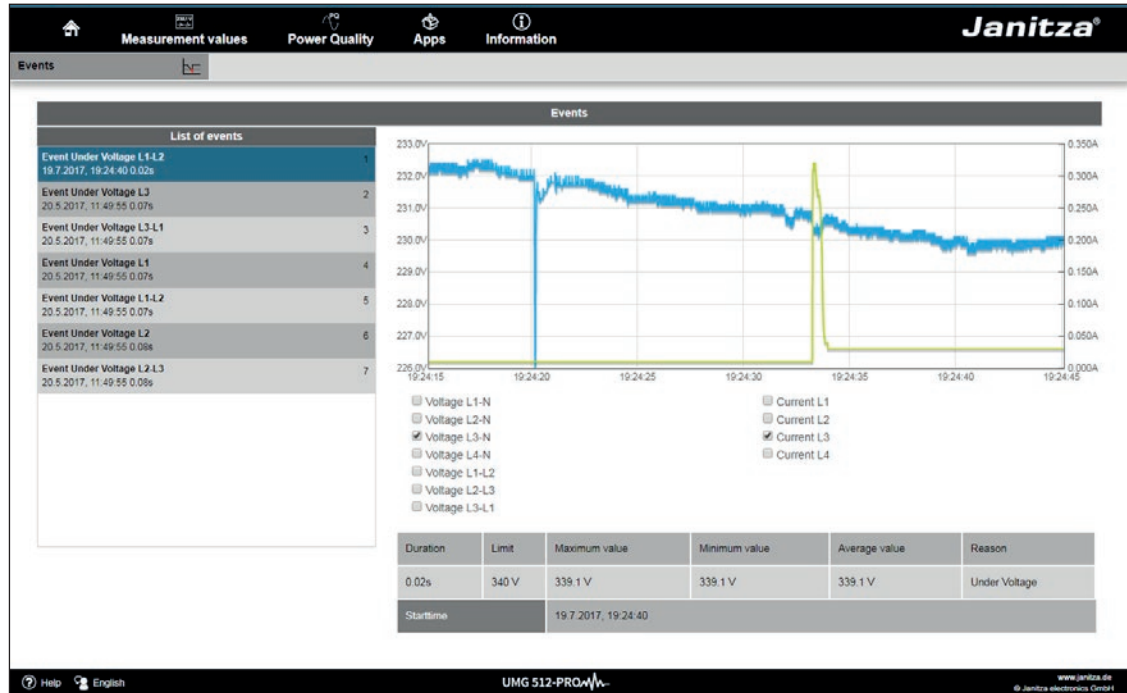 Measurement values
Power Quality
Apps
Information
Janitza®
Events
Events
List of events
Event Under Voltage L1-L2 1
19.7.2017, 19:24:40 0.02s
Event Under Voltage L3 2
20.5.2017, 11:49:55 0.07s
Event Under Voltage L3-L1 3
20.5.2017, 11:49:55 0.07s
Event Under Voltage L1 4
20.5.2017, 11:49:55 0.07s
Event Under Voltage L1-L2 5
20.5.2017, 11:49:55 0.07s
Event Under Voltage L2 6
20.5.2017, 11:49:55 0.08s
Event Under Voltage L2-L3 7
20.5.2017, 11:49:55 0.08s
233.0V
232.0V
231.0V
230.0V
229.0V
228.0V
227.0V
226.0V
0.350A
0.300A
0.250A
0.200A
0.150A
0.100A
0.050A
0.000A
19:24:15 19:24:20 19:24:25 19:24:30 19:24:35 19:24:40 19:24:45
Voltage L1-N
Voltage L2-N
Voltage L3-N
Voltage L4-N
Voltage L1-L2
Voltage L2-L3
Voltage L3-L1
Current L1
Current L2
Current L3
Current L4
Duration Limit Maximum value Minimum value Average value Reason
0.02s 340 V 339.1 V 339.1 V 339.1 V Under Voltage
Starttime 19.7.2017, 19:24:40
Help English
UMG 512-PRO
www.janitza.de
© Janitza electronics GmbH